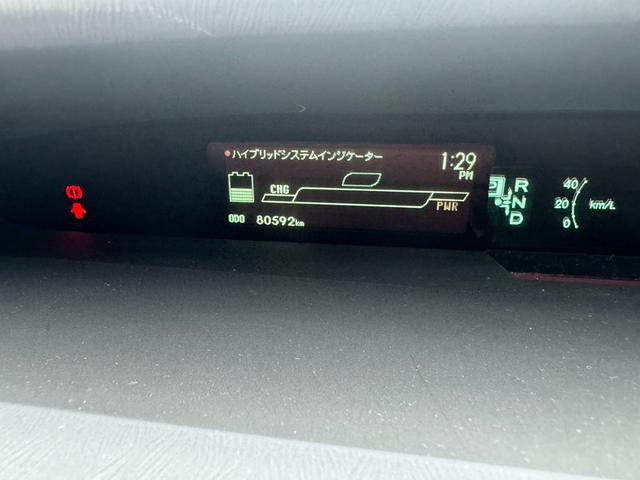 ハイブリッドシステムインジケーター
1:29
PM
CHG
PWR
ODO 80592km
P
R
N
D
40
20
0
km/L